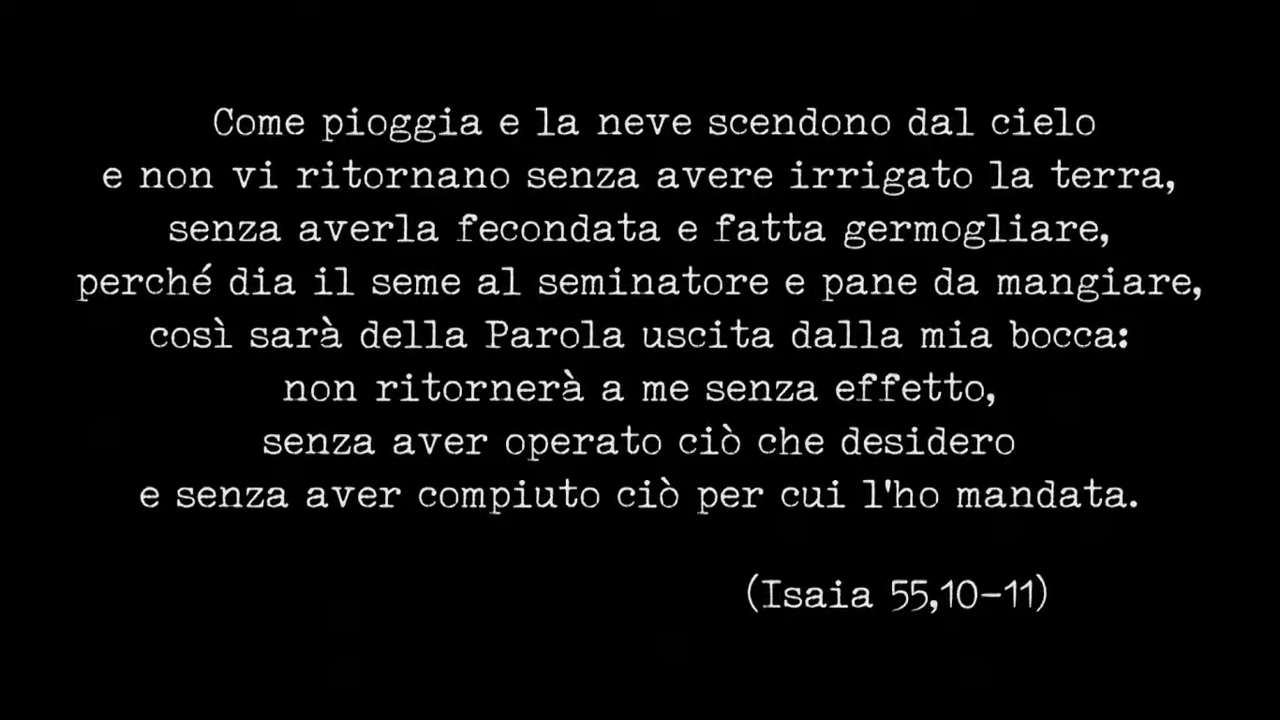 Come pioggia e la neve scendono dal cielo
e non vi ritornano senza avere irrigato la terra,
senza averla fecondata e fatta germogliare,
perché dia il seme al seminatore e pane da mangiare,
così sarà della Parola uscita dalla mia bocca:
non ritornerà a me senza effetto,
senza aver operato ciò che desidero
e senza aver compiuto ciò per cui l'ho mandata.
(Isaia 55,10-11)